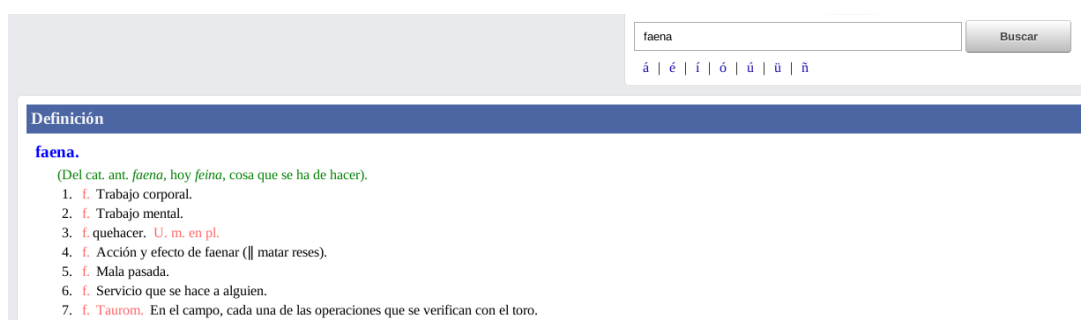 faena
Buscar
á | é | í | ó | ú | ü | ñ
Definición
faena.
(Del cat. ant. faena, hoy feina, cosa que se ha de hacer).
1. f. Trabajo corporal.
2. f. Trabajo mental.
3. f. quehacer. U. m. en pl.
4. f. Acción y efecto de faenar (‖ matar reses).
5. f. Mala pasada.
6. f. Servicio que se hace a alguien.
7. f. Taurom. En el campo, cada una de las operaciones que se verifican con el toro.